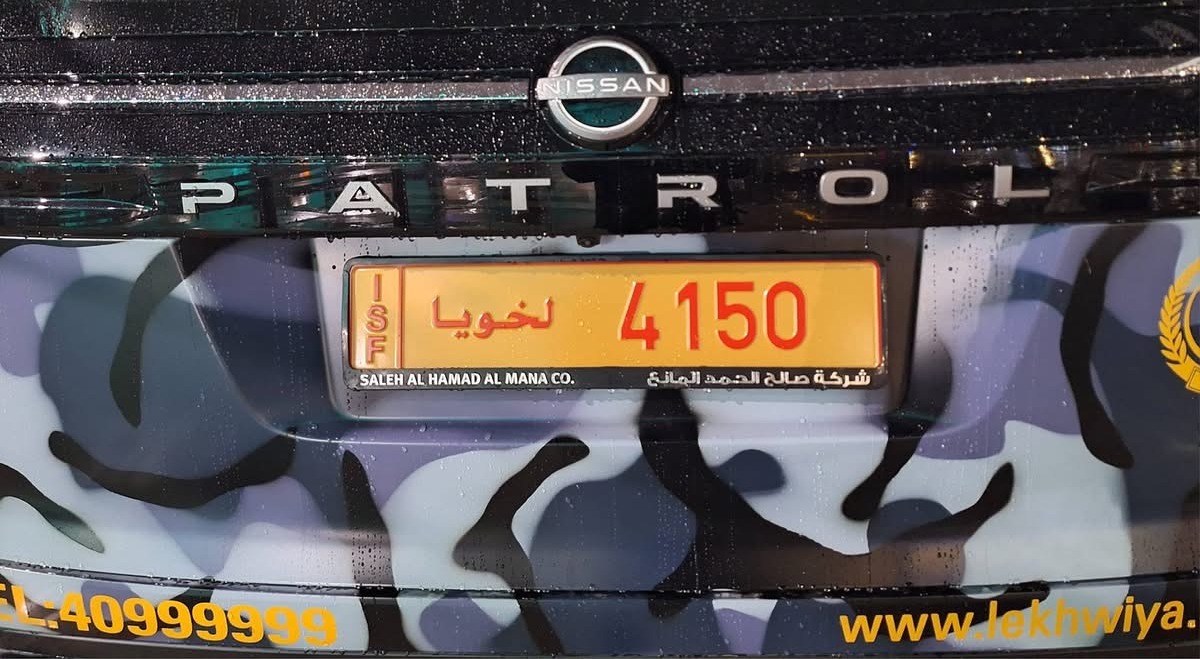 NISSAN
PATROL
ISF لخويا 4150
SALEH AL HAMAD AL MANA CO. شركة صالح الحمد المانع
EL:40999999 www.lekhwiya.